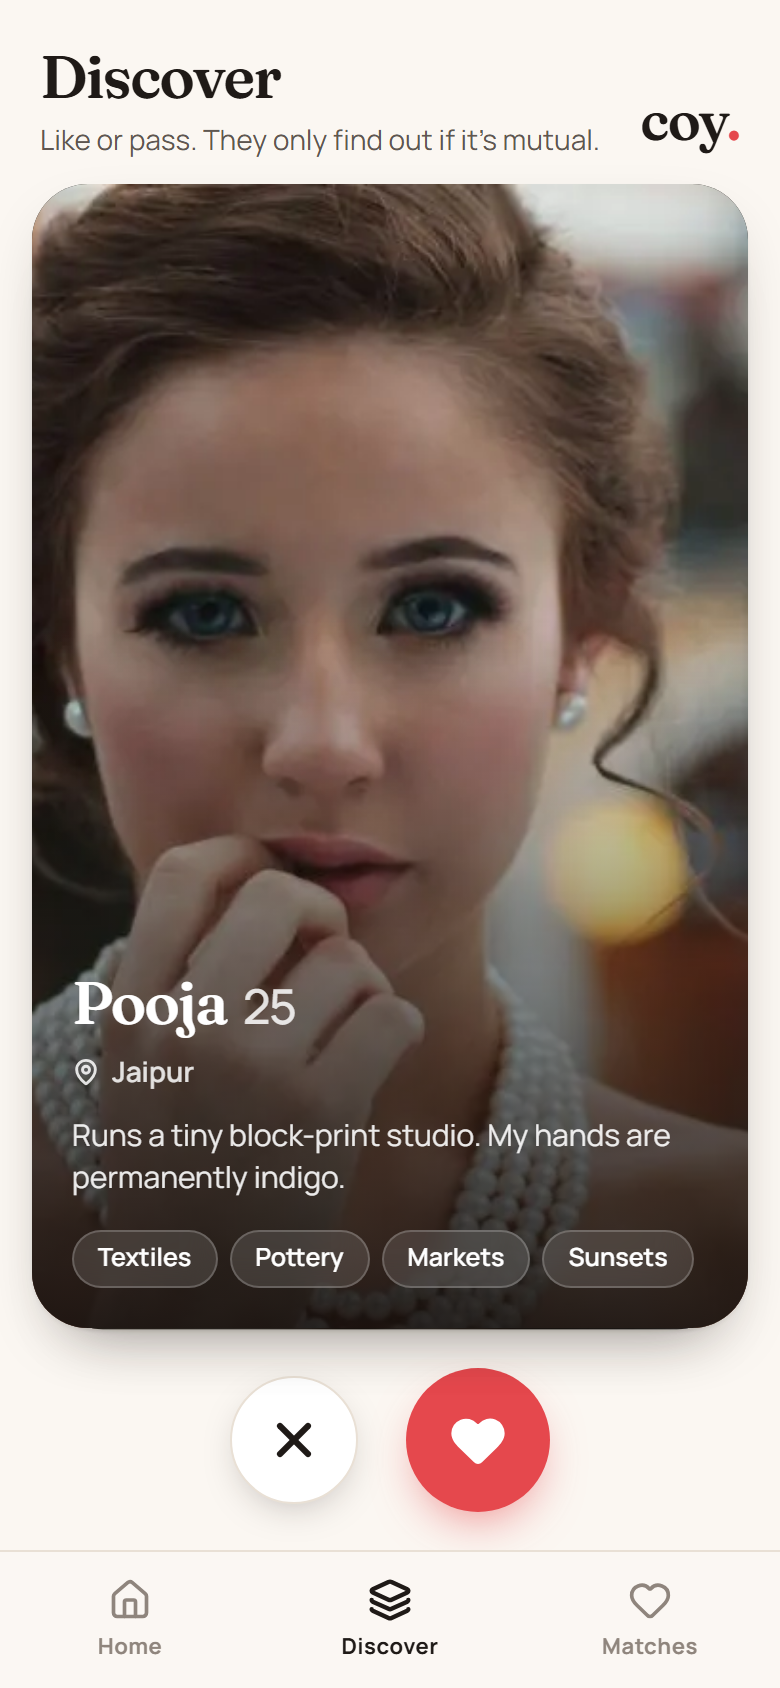 Discover
Like or pass. They only find out if it’s mutual.
coy.
Pooja 25
Jaipur
Runs a tiny block-print studio. My hands are
permanently indigo.
Textiles Pottery Markets Sunsets
Home Discover Matches